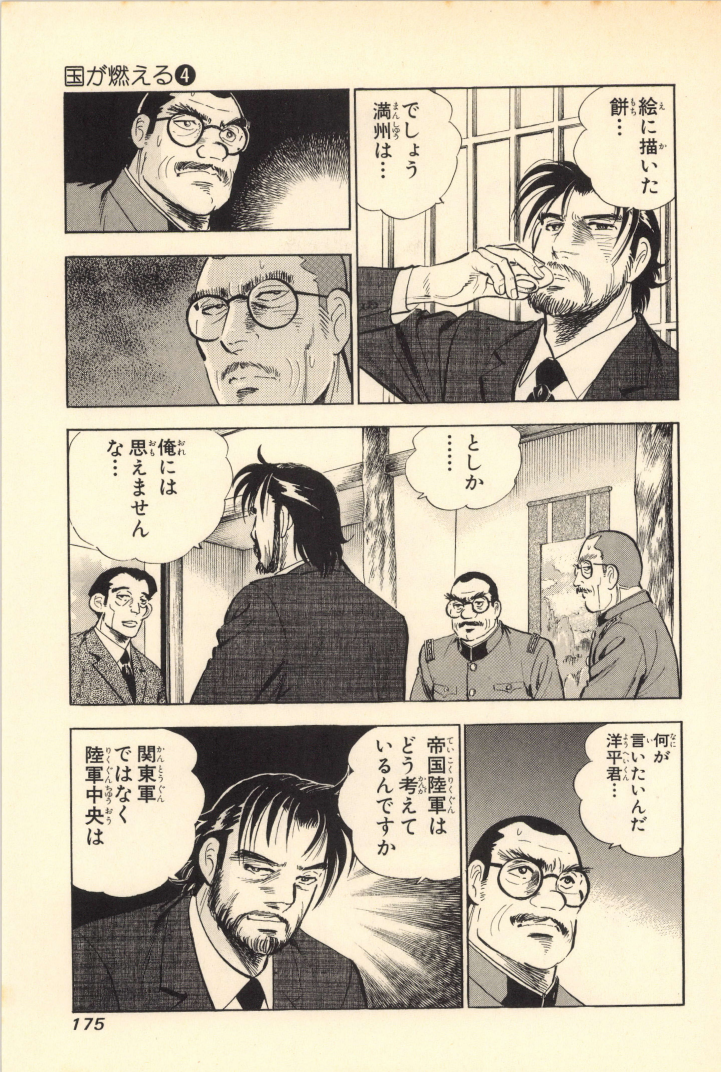 国が燃える4
絵に描いた
餅…
でしょう
満州は…
としか
……
俺には
思えません
な…
何が
言いたいんだ
洋平君…
帝国陸軍は
どう考えて
いるんですか
関東軍
ではなく
陸軍中央は
175